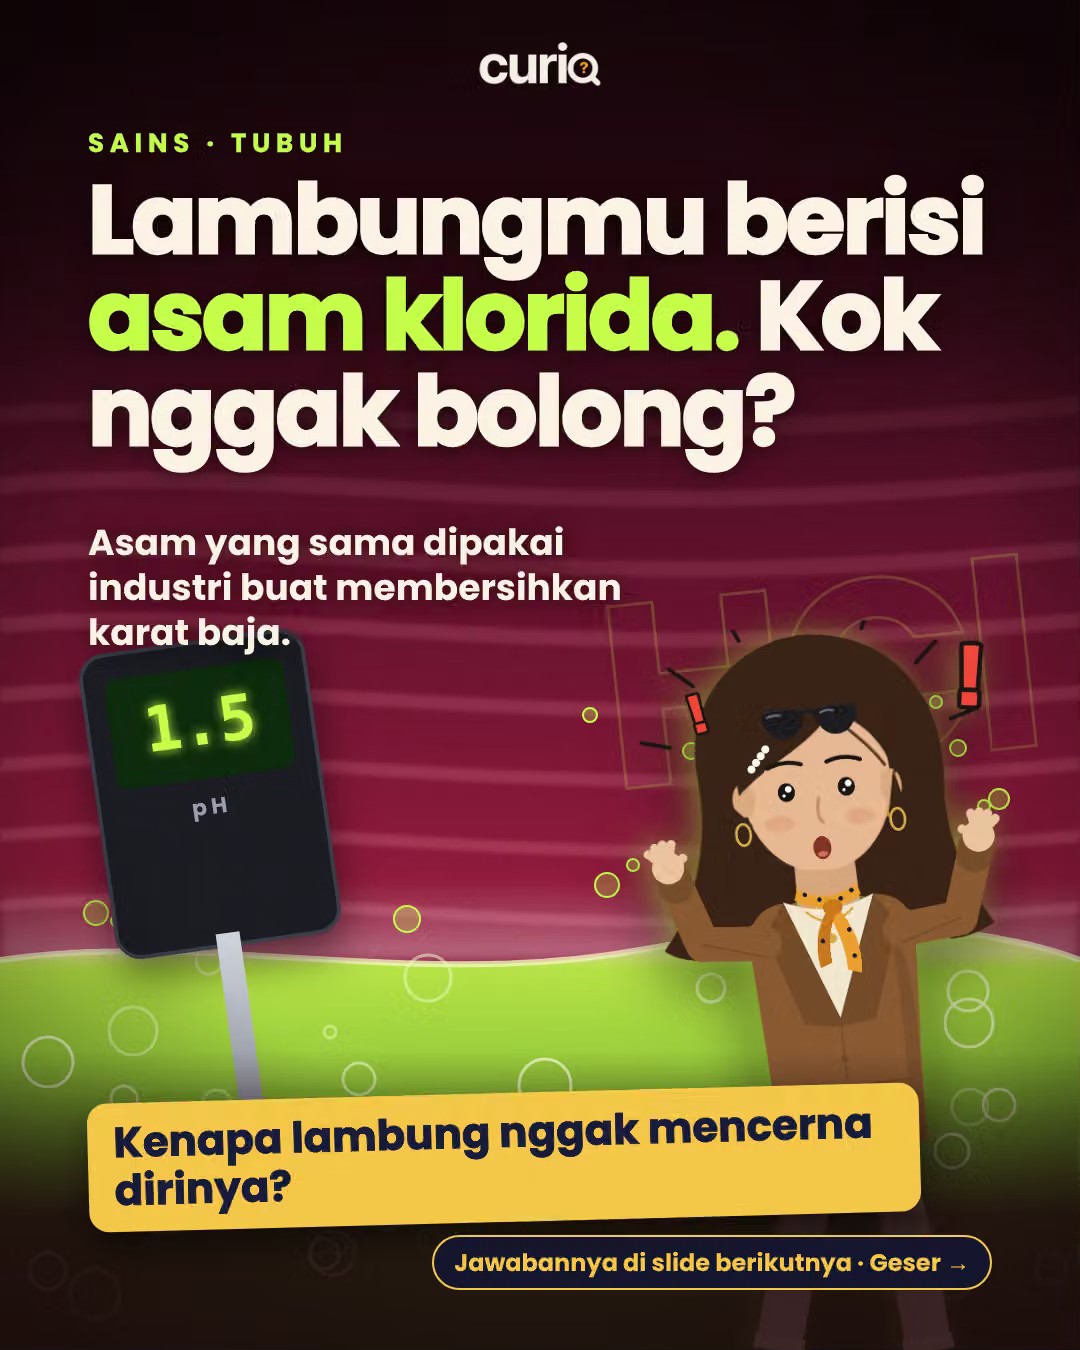 curiq
SAINS · TUBUH
Lambungmu berisi
asam klorida. Kok
nggak bolong?
Asam yang sama dipakai
industri buat membersihkan
karat baja.
HCl
1.5
pH
Kenapa lambung nggak mencerna
dirinya?
Jawabannya di slide berikutnya · Geser →